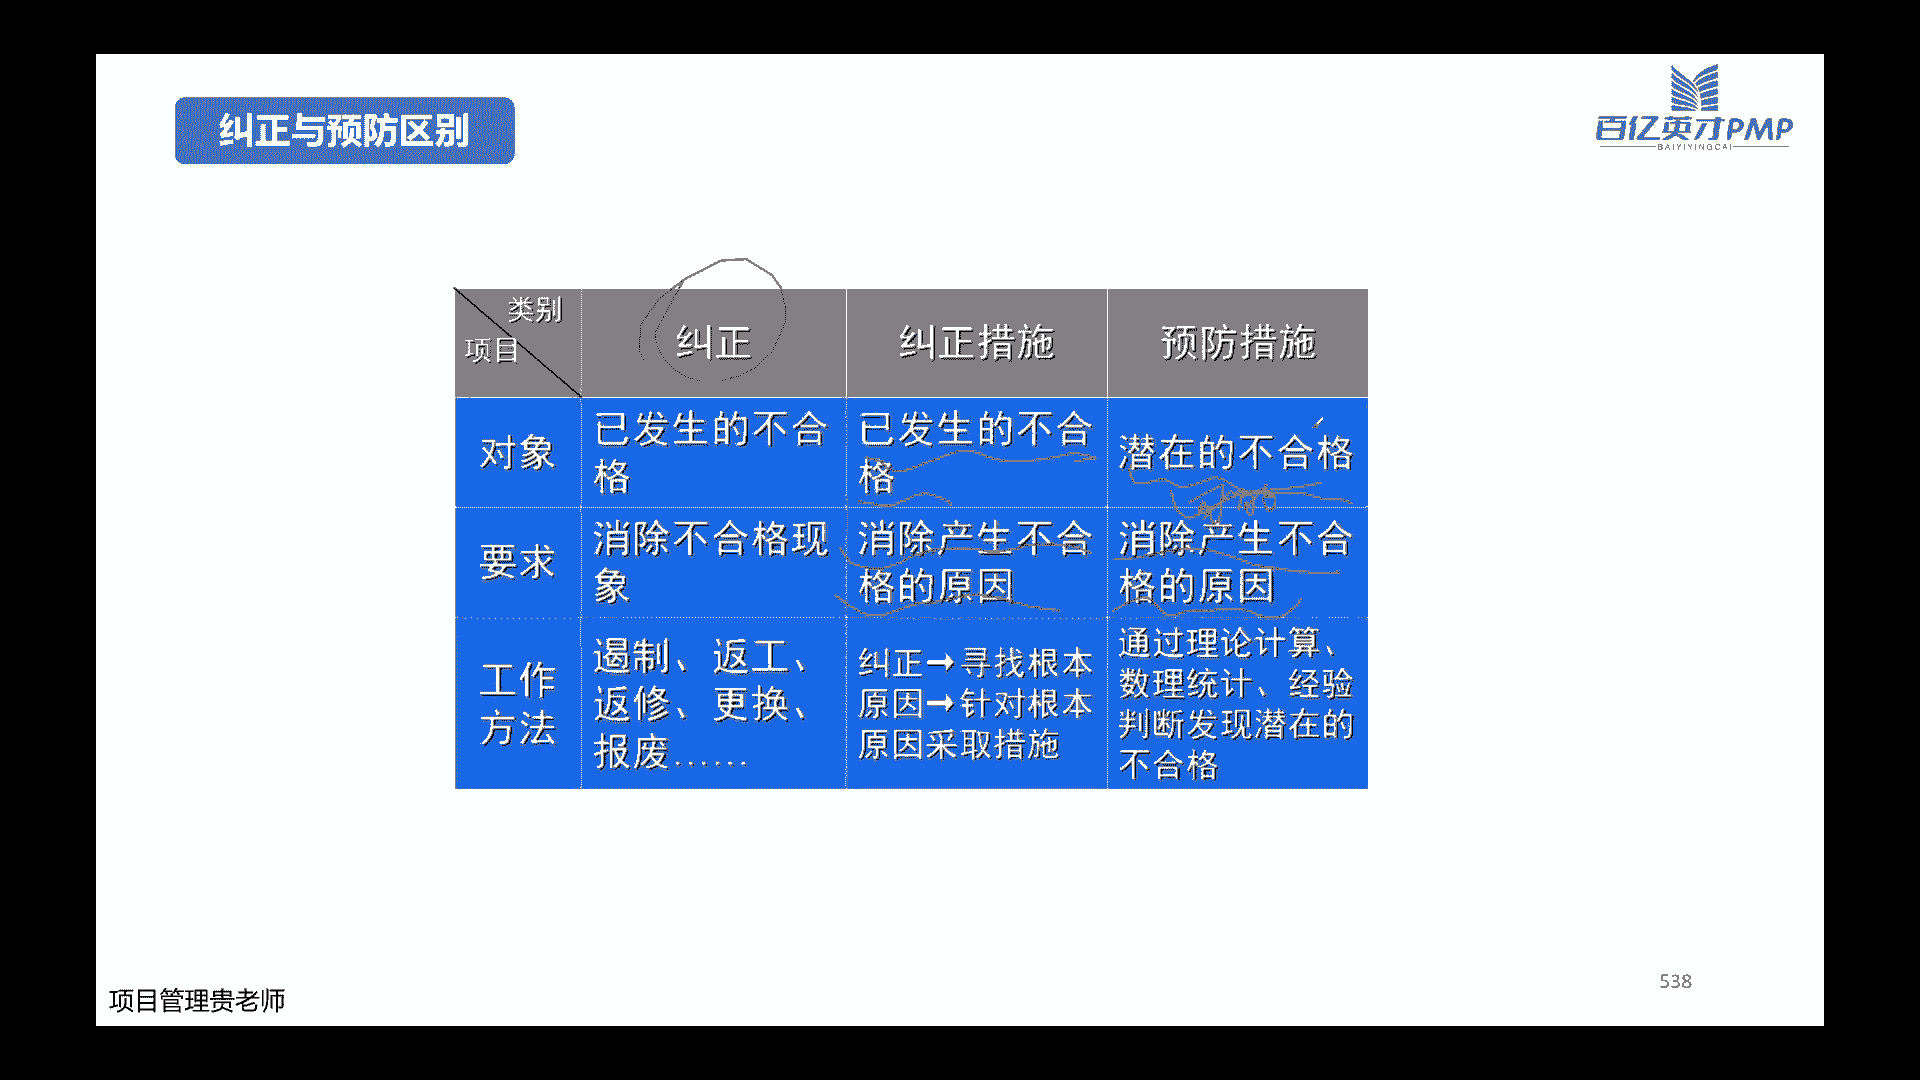 纠正与预防区别
百亿英才PMP
BAIYIYINGCAI
类别
项目
纠正
纠正措施
预防措施
对象
已发生的不合
格
已发生的不合
格
潜在的不合格
要求
消除不合格现
象
消除产生不合
格的原因
消除产生不合
格的原因
工作
方法
遏制、返工、
返修、更换、
报废......
纠正→寻找根本
原因→针对根本
原因采取措施
通过理论计算、
数理统计、经验
判断发现潜在的
不合格
538
项目管理贵老师